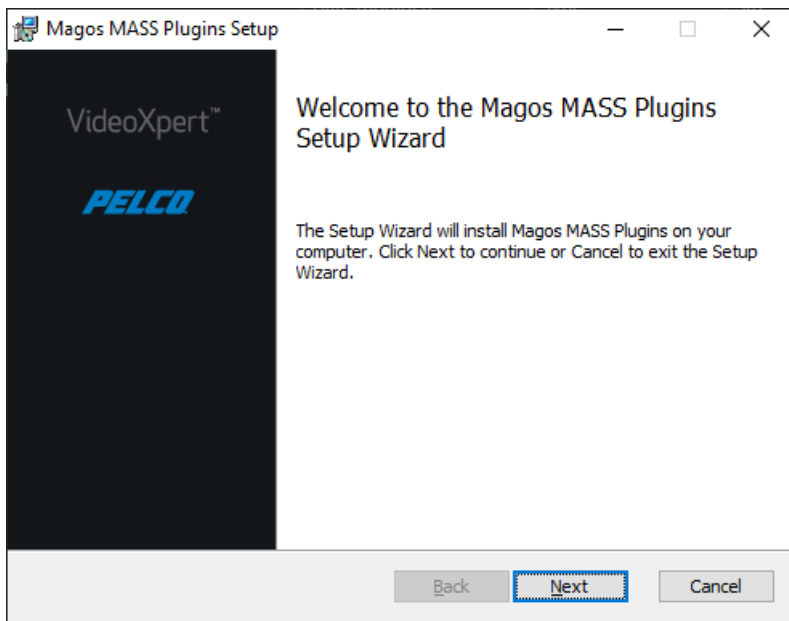 Magos MASS Plugins Setup
VideoXpert™
PELCO
Welcome to the Magos MASS Plugins
Setup Wizard
The Setup Wizard will install Magos MASS Plugins on your
computer. Click Next to continue or Cancel to exit the Setup
Wizard.
Back Next Cancel